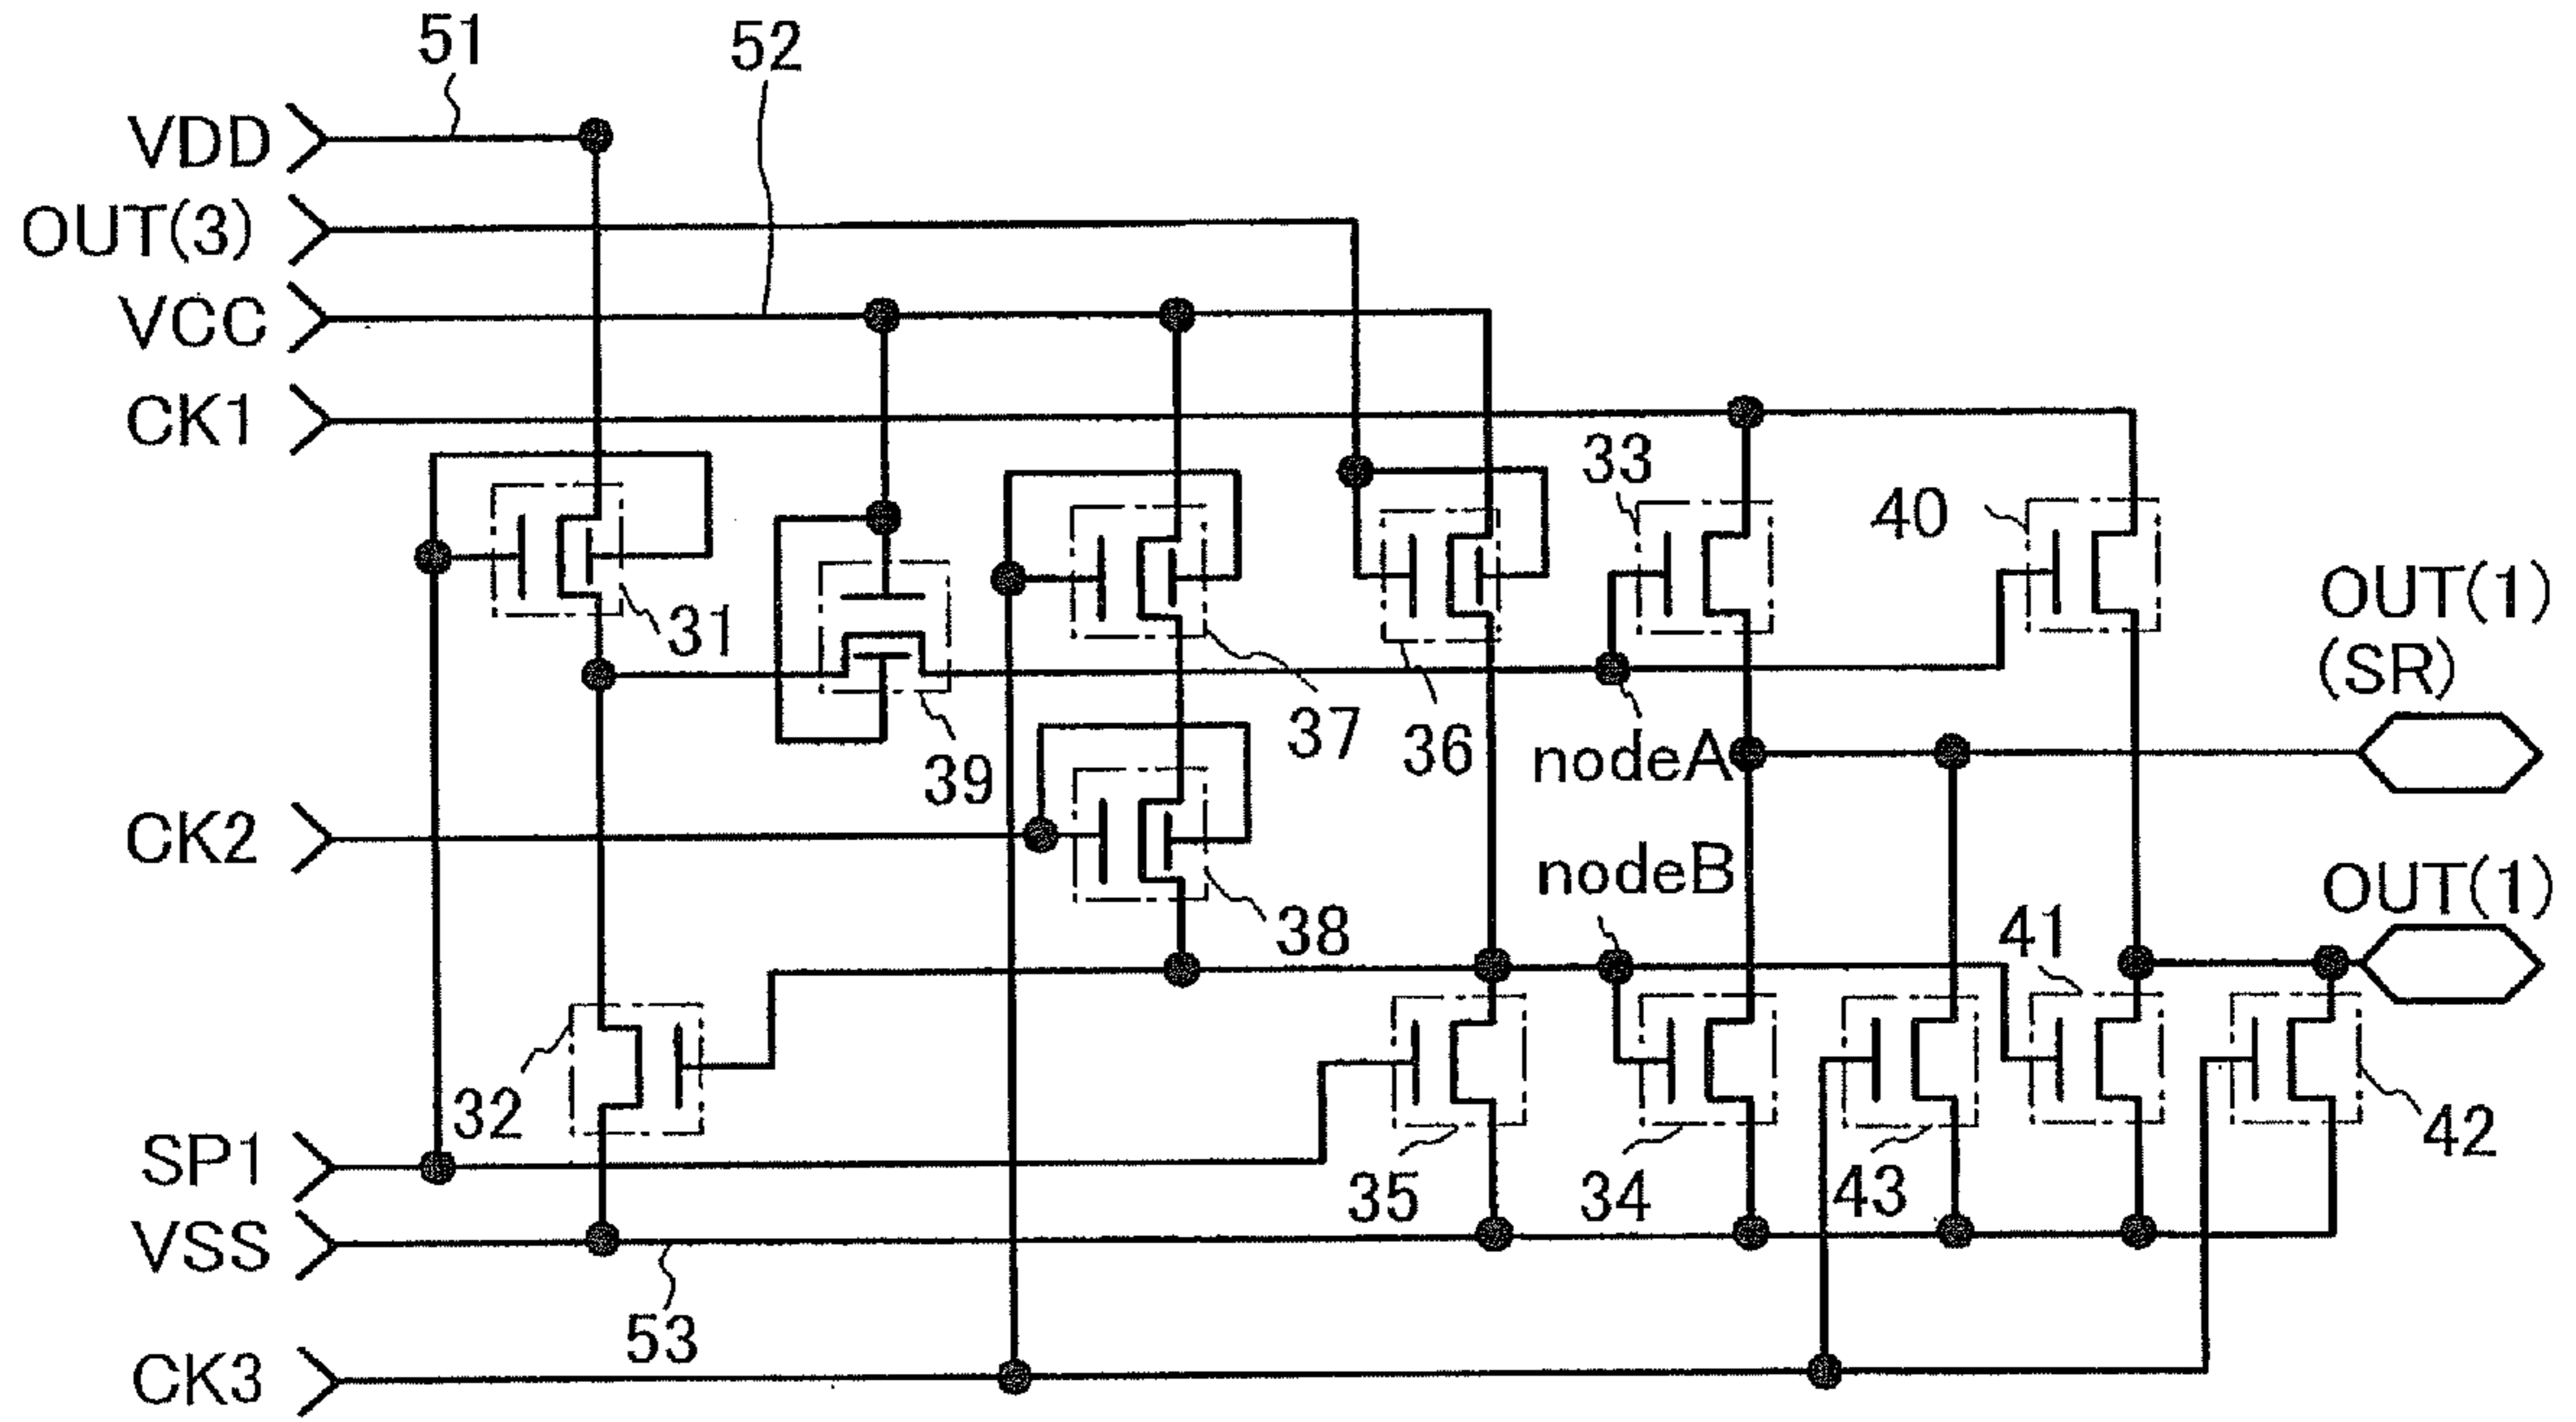 51
52
VDD
OUT(3)
VCC
CK1
33
40
31
OUT(1)
(SR)
37
36
39
nodeA
CK2
nodeB
OUT(1)
38
41
32
SP1
35
34
43
42
VSS
53
CK3